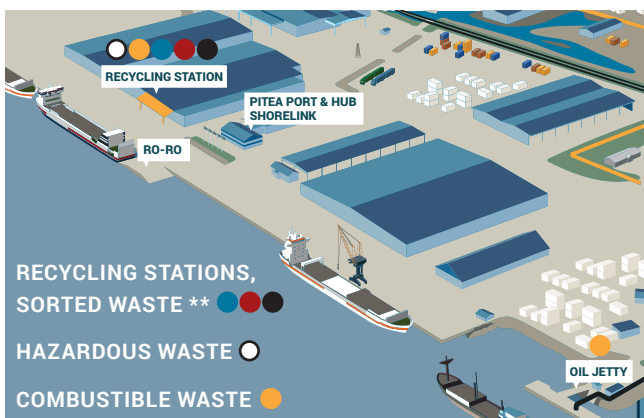 RECYCLING STATION
PITEA PORT & HUB
SHORELINK
RO-RO
RECYCLING STATIONS,
SORTED WASTE **
HAZARDOUS WASTE
COMBUSTIBLE WASTE
OIL JETTY